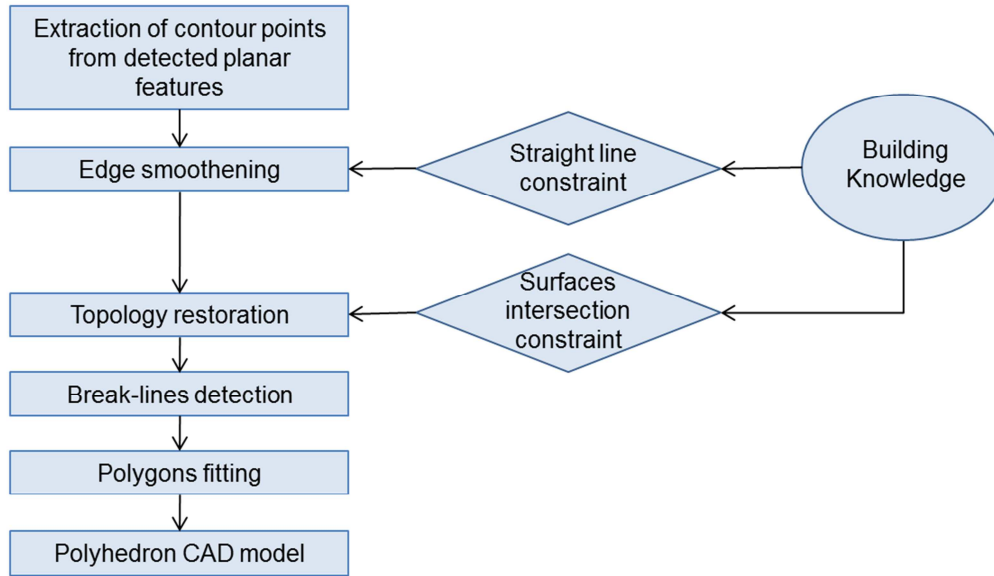 Extraction of contour points
from detected planar
features
Edge smoothening
Straight line
constraint
Building
Knowledge
Topology restoration
Surfaces
intersection
constraint
Break-lines detection
Polygons fitting
Polyhedron CAD model